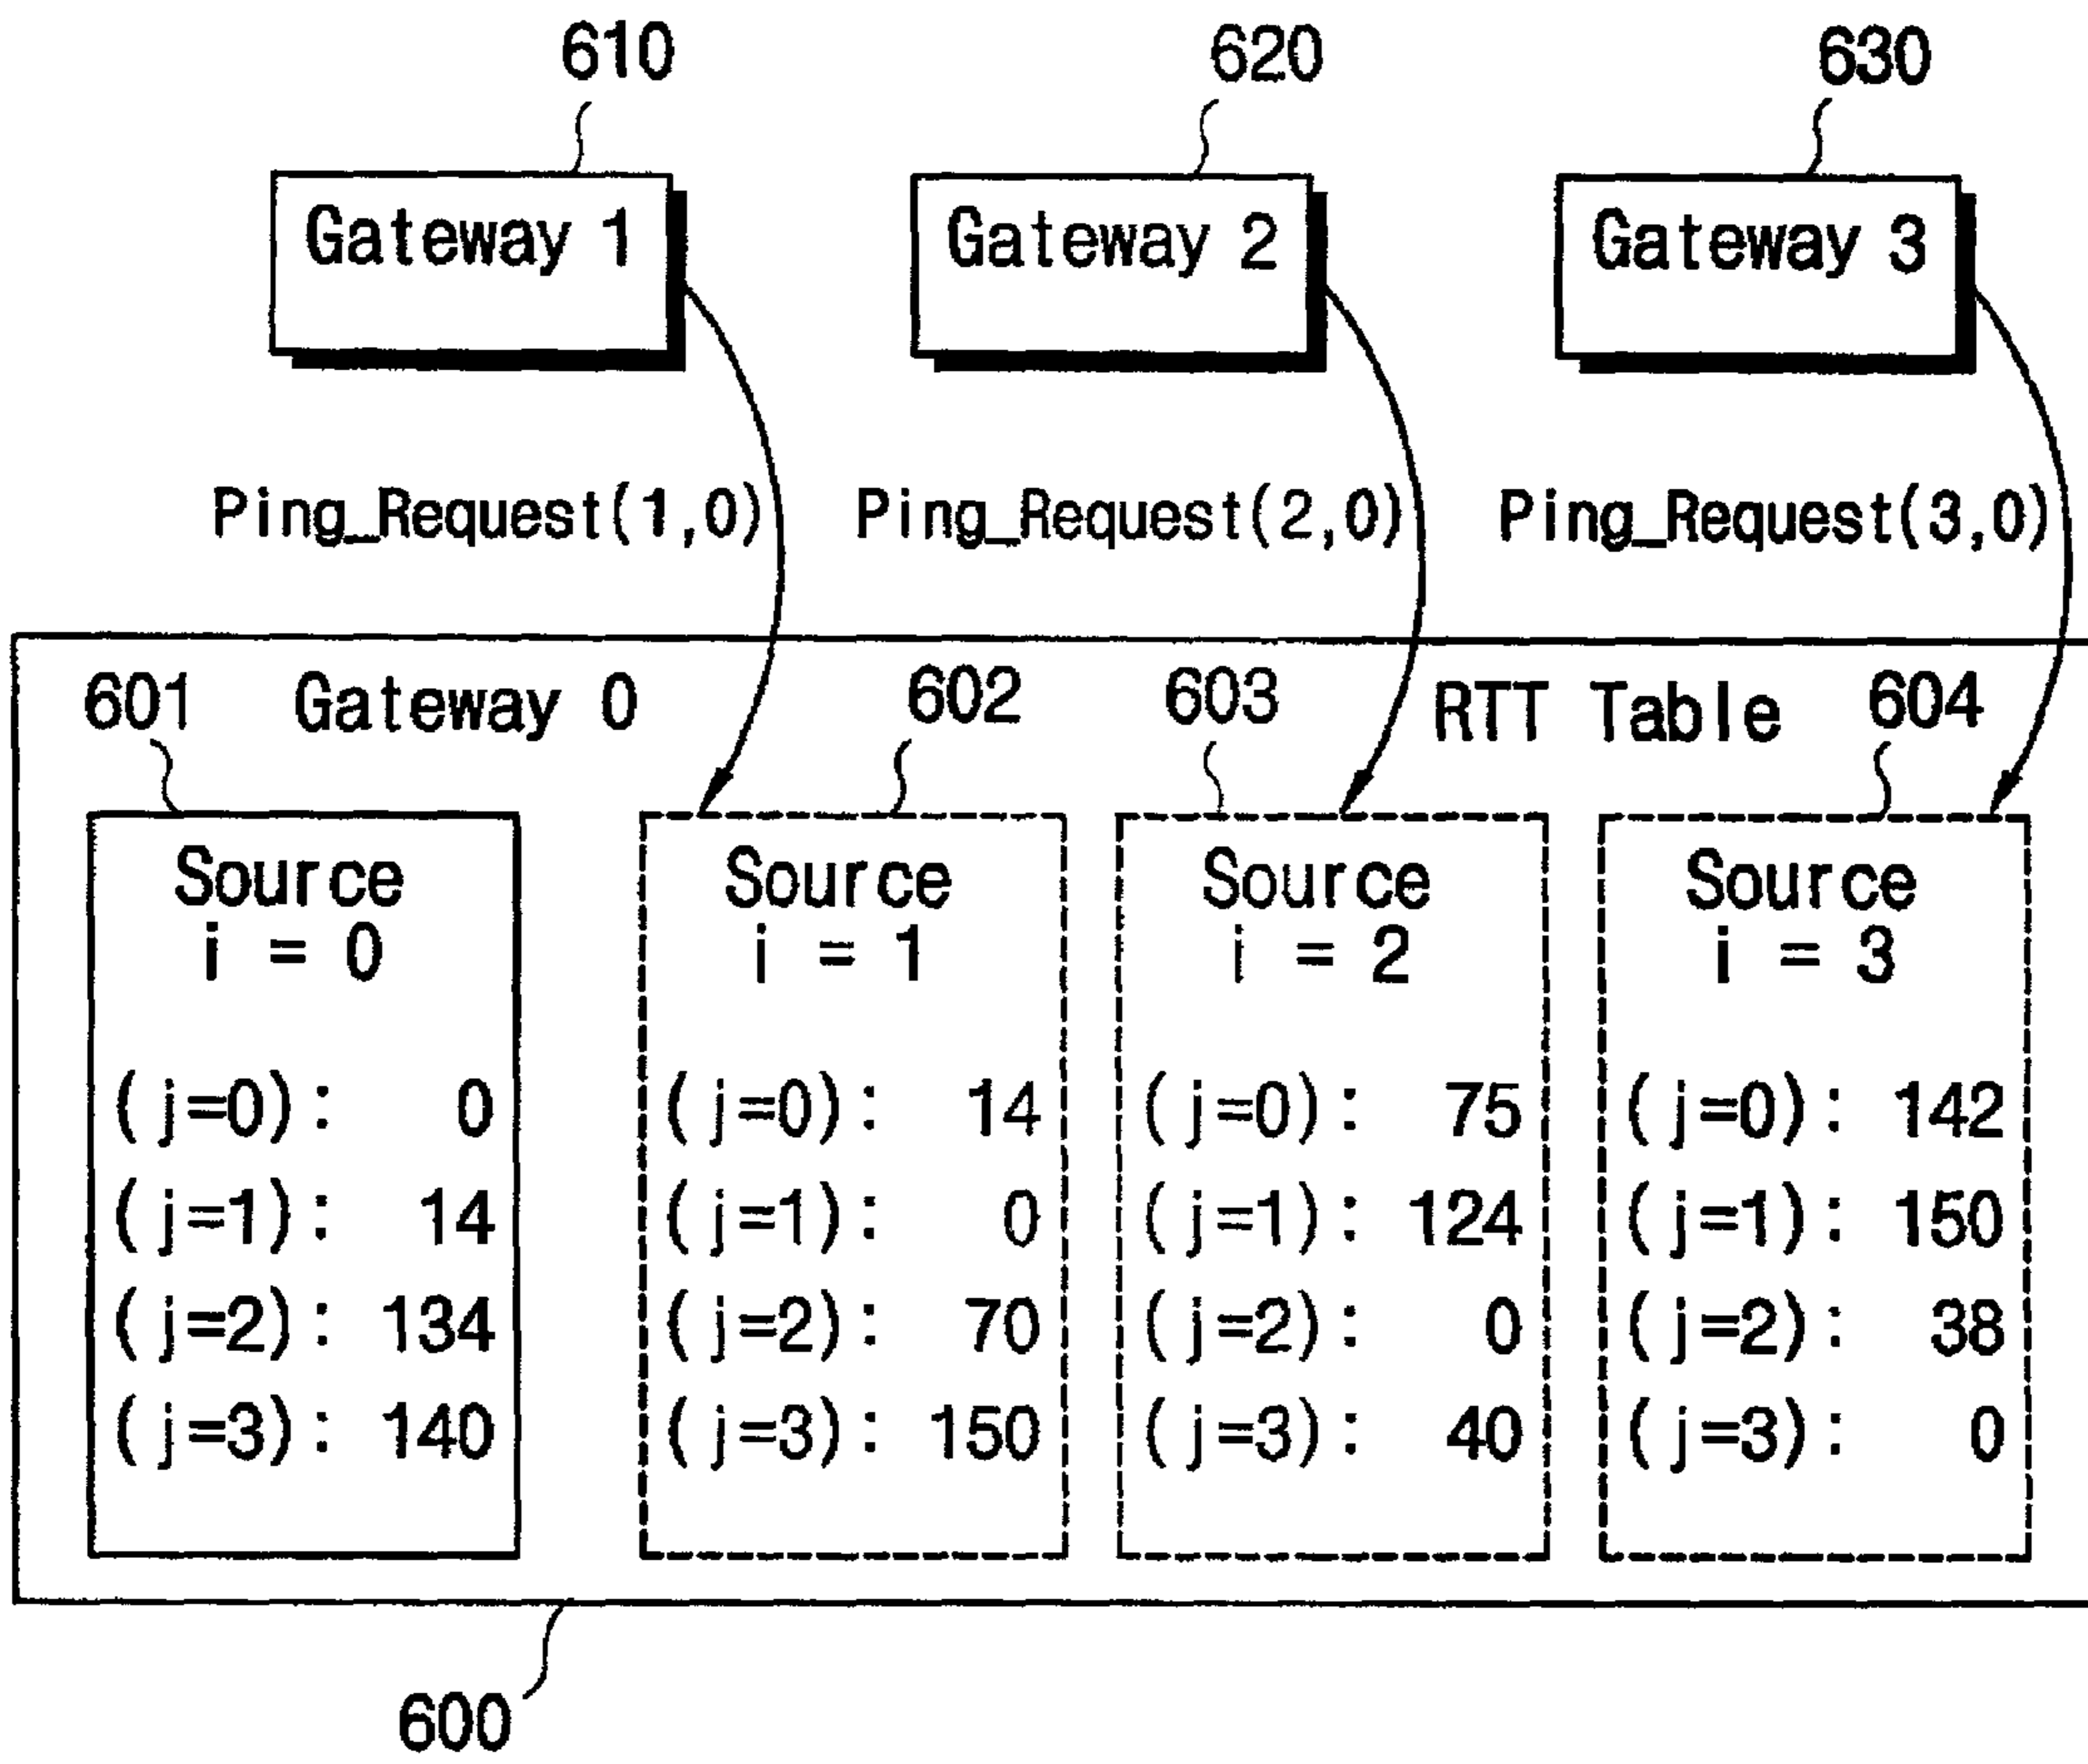 610 620 630
Gateway 1 Gateway 2 Gateway 3
Ping_Request(1,0) Ping_Request(2,0) Ping_Request(3,0)
601 Gateway 0 602 603 RTT Table 604
Source Source Source Source
i = 0 i = 1 i = 2 i = 3
(j=0): 0 (j=0): 14 (j=0): 75 (j=0): 142
(j=1): 14 (j=1): 0 (j=1): 124 (j=1): 150
(j=2): 134 (j=2): 70 (j=2): 0 (j=2): 38
(j=3): 140 (j=3): 150 (j=3): 40 (j=3): 0
600